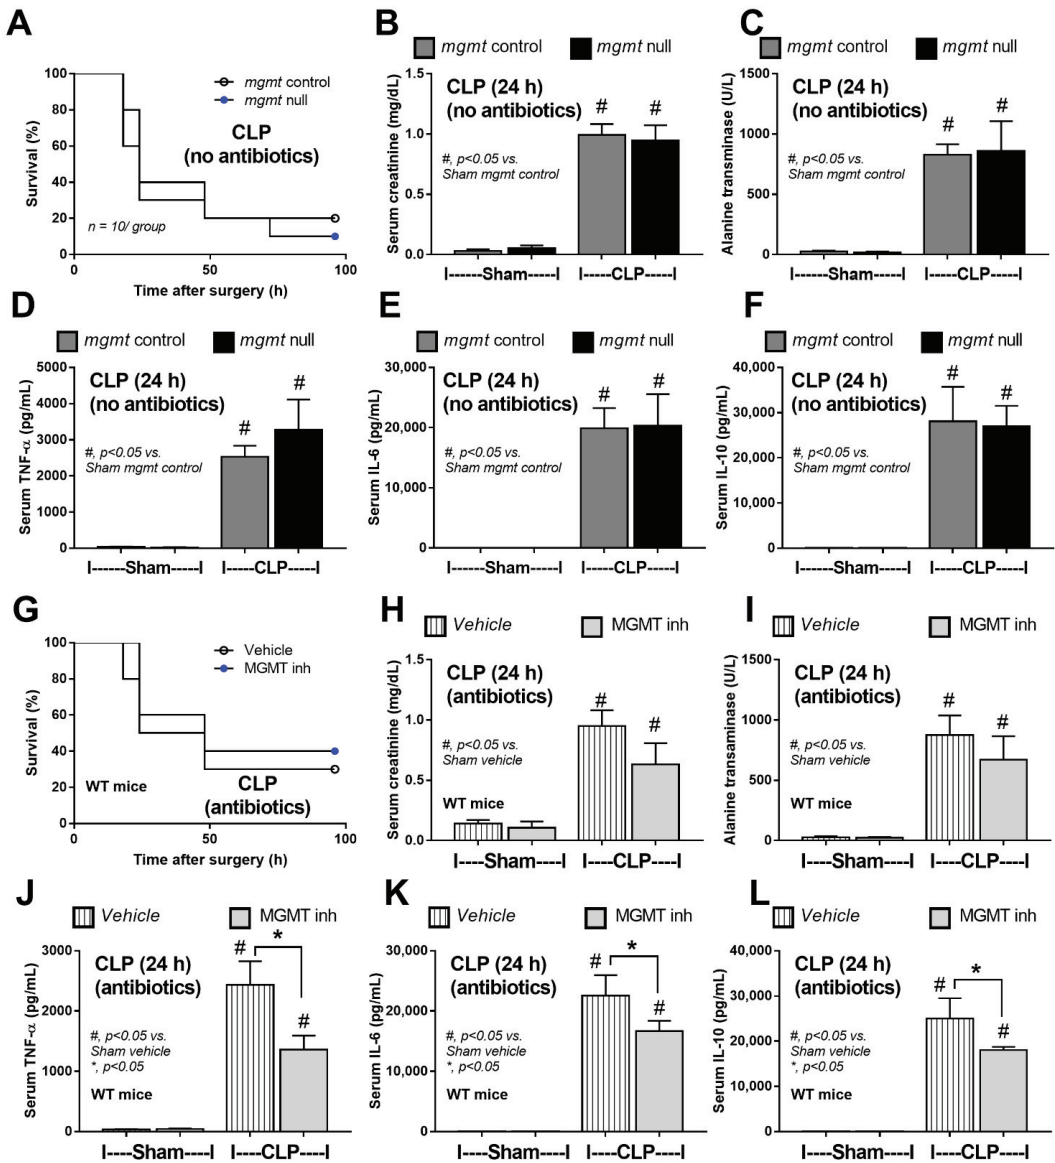 A
100
80
60
40
20
0
Survival (%)
mgmt control
mgmt null
CLP
(no antibiotics)
n = 10/ group
0
50
100
Time after surgery (h)
B
mgmt control
mgmt null
1.5
1.0
0.5
0.0
Serum creatinine (mg/dL)
CLP (24 h)
(no antibiotics)
#, p<0.05 vs.
Sham mgmt control
#
#
I------Sham-----I
I----CLP-----I
C
mgmt control
mgmt null
1500
1000
500
0
Alanine transminase (U/L)
CLP (24 h)
(no antibiotics)
#, p<0.05 vs.
Sham mgmt control
#
#
I------Sham-----I
I----CLP-----I
D
mgmt control
mgmt null
5000
4000
3000
2000
1000
0
Serum TNF-α (pg/mL)
CLP (24 h)
(no antibiotics)
#, p<0.05 vs.
Sham mgmt control
#
#
I------Sham-----I
I----CLP-----I
E
mgmt control
mgmt null
30,000
20,000
10,000
0
Serum IL-6 (pg/mL)
CLP (24 h)
(no antibiotics)
#, p<0.05 vs.
Sham mgmt control
#
#
I------Sham-----I
I----CLP-----I
F
mgmt control
mgmt null
40,000
30,000
20,000
10,000
0
Serum IL-10 (pg/mL)
CLP (24 h)
(no antibiotics)
#, p<0.05 vs.
Sham mgmt control
#
#
I------Sham-----I
I----CLP-----I
G
100
80
60
40
20
0
Survival (%)
Vehicle
MGMT inh
WT mice
CLP
(antibiotics)
0
50
100
Time after surgery (h)
H
Vehicle
MGMT inh
1.5
1.0
0.5
0.0
Serum creatinine (mg/dL)
CLP (24 h)
(antibiotics)
#, p<0.05 vs.
Sham vehicle
WT mice
#
#
I----Sham----I
I----CLP----I
I
Vehicle
MGMT inh
1500
1000
500
0
Alanine transaminase (U/L)
CLP (24 h)
(antibiotics)
#, p<0.05 vs.
Sham vehicle
WT mice
#
#
I----Sham----I
I----CLP----I
J
Vehicle
MGMT inh
3000
2000
1000
0
Serum TNF-α (pg/mL)
CLP (24 h)
(antibiotics)
#, p<0.05 vs.
Sham vehicle
*, p<0.05
WT mice
#
*
#
I----Sham----I
I----CLP----I
K
Vehicle
MGMT inh
30,000
20,000
10,000
0
Serum IL-6 (pg/mL)
CLP (24 h)
(antibiotics)
#, p<0.05 vs.
Sham vehicle
*, p<0.05
WT mice
#
*
#
I----Sham----I
I----CLP----I
L
Vehicle
MGMT inh
40,000
30,000
20,000
10,000
0
Serum IL-10 (pg/mL)
CLP (24 h)
(antibiotics)
#, p<0.05 vs.
Sham vehicle
*, p<0.05
WT mice
#
*
#
I----Sham----I
I----CLP----I